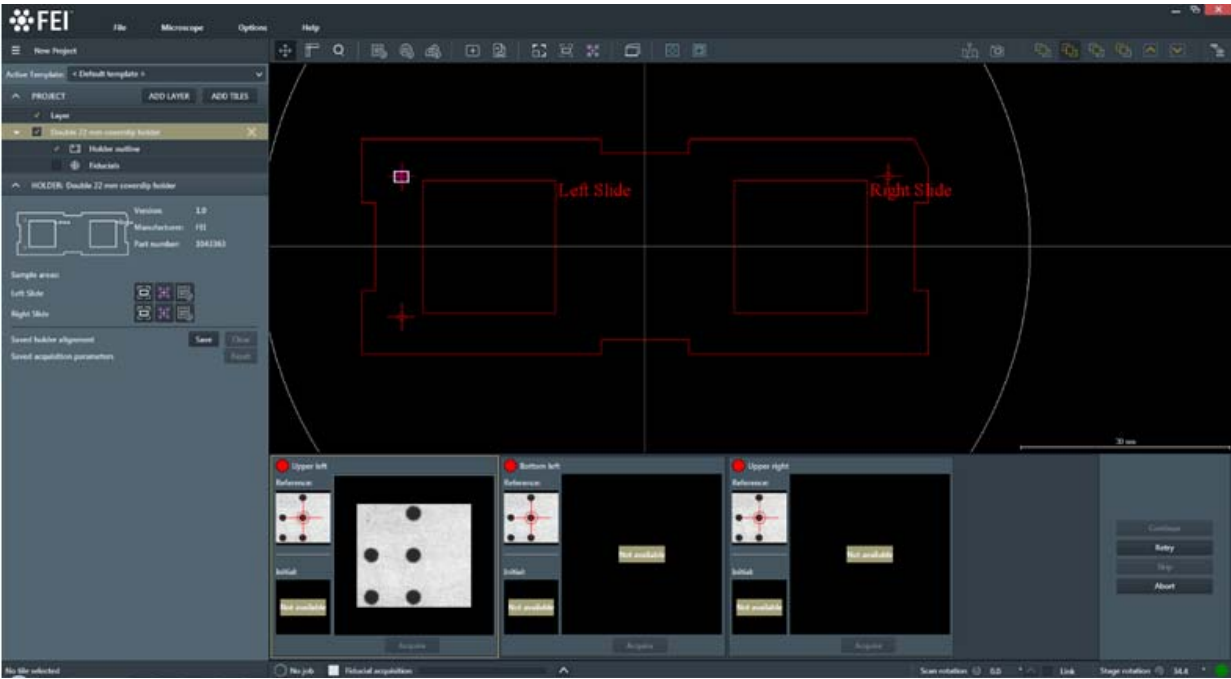 FEI
File Microscope Options Help
New Project
Active Template: < Default template >
PROJECT ADD LAYER ADD TILES
Layer
Double 22 mm coverslip holder
Holder outline
Fiducials
HOLDER: Double 22 mm coverslip holder
Version: 1.0
Manufacturer: FEI
Part number:
Sample areas:
Left Slide
Right Slide
Saved holder alignment Save Clear
Saved acquisition parameters Reset
Left Slide
Right Slide
Upper left
Reference:
Initial:
Not available
Acquire
Bottom left
Reference:
Not available
Initial:
Not available
Acquire
Upper right
Reference:
Not available
Initial:
Not available
Acquire
Continue
Retry
Skip
Abort
No tile selected
No job Fiducial acquisition
Scan rotation 0.0 ° Link Stage rotation 34.4 °